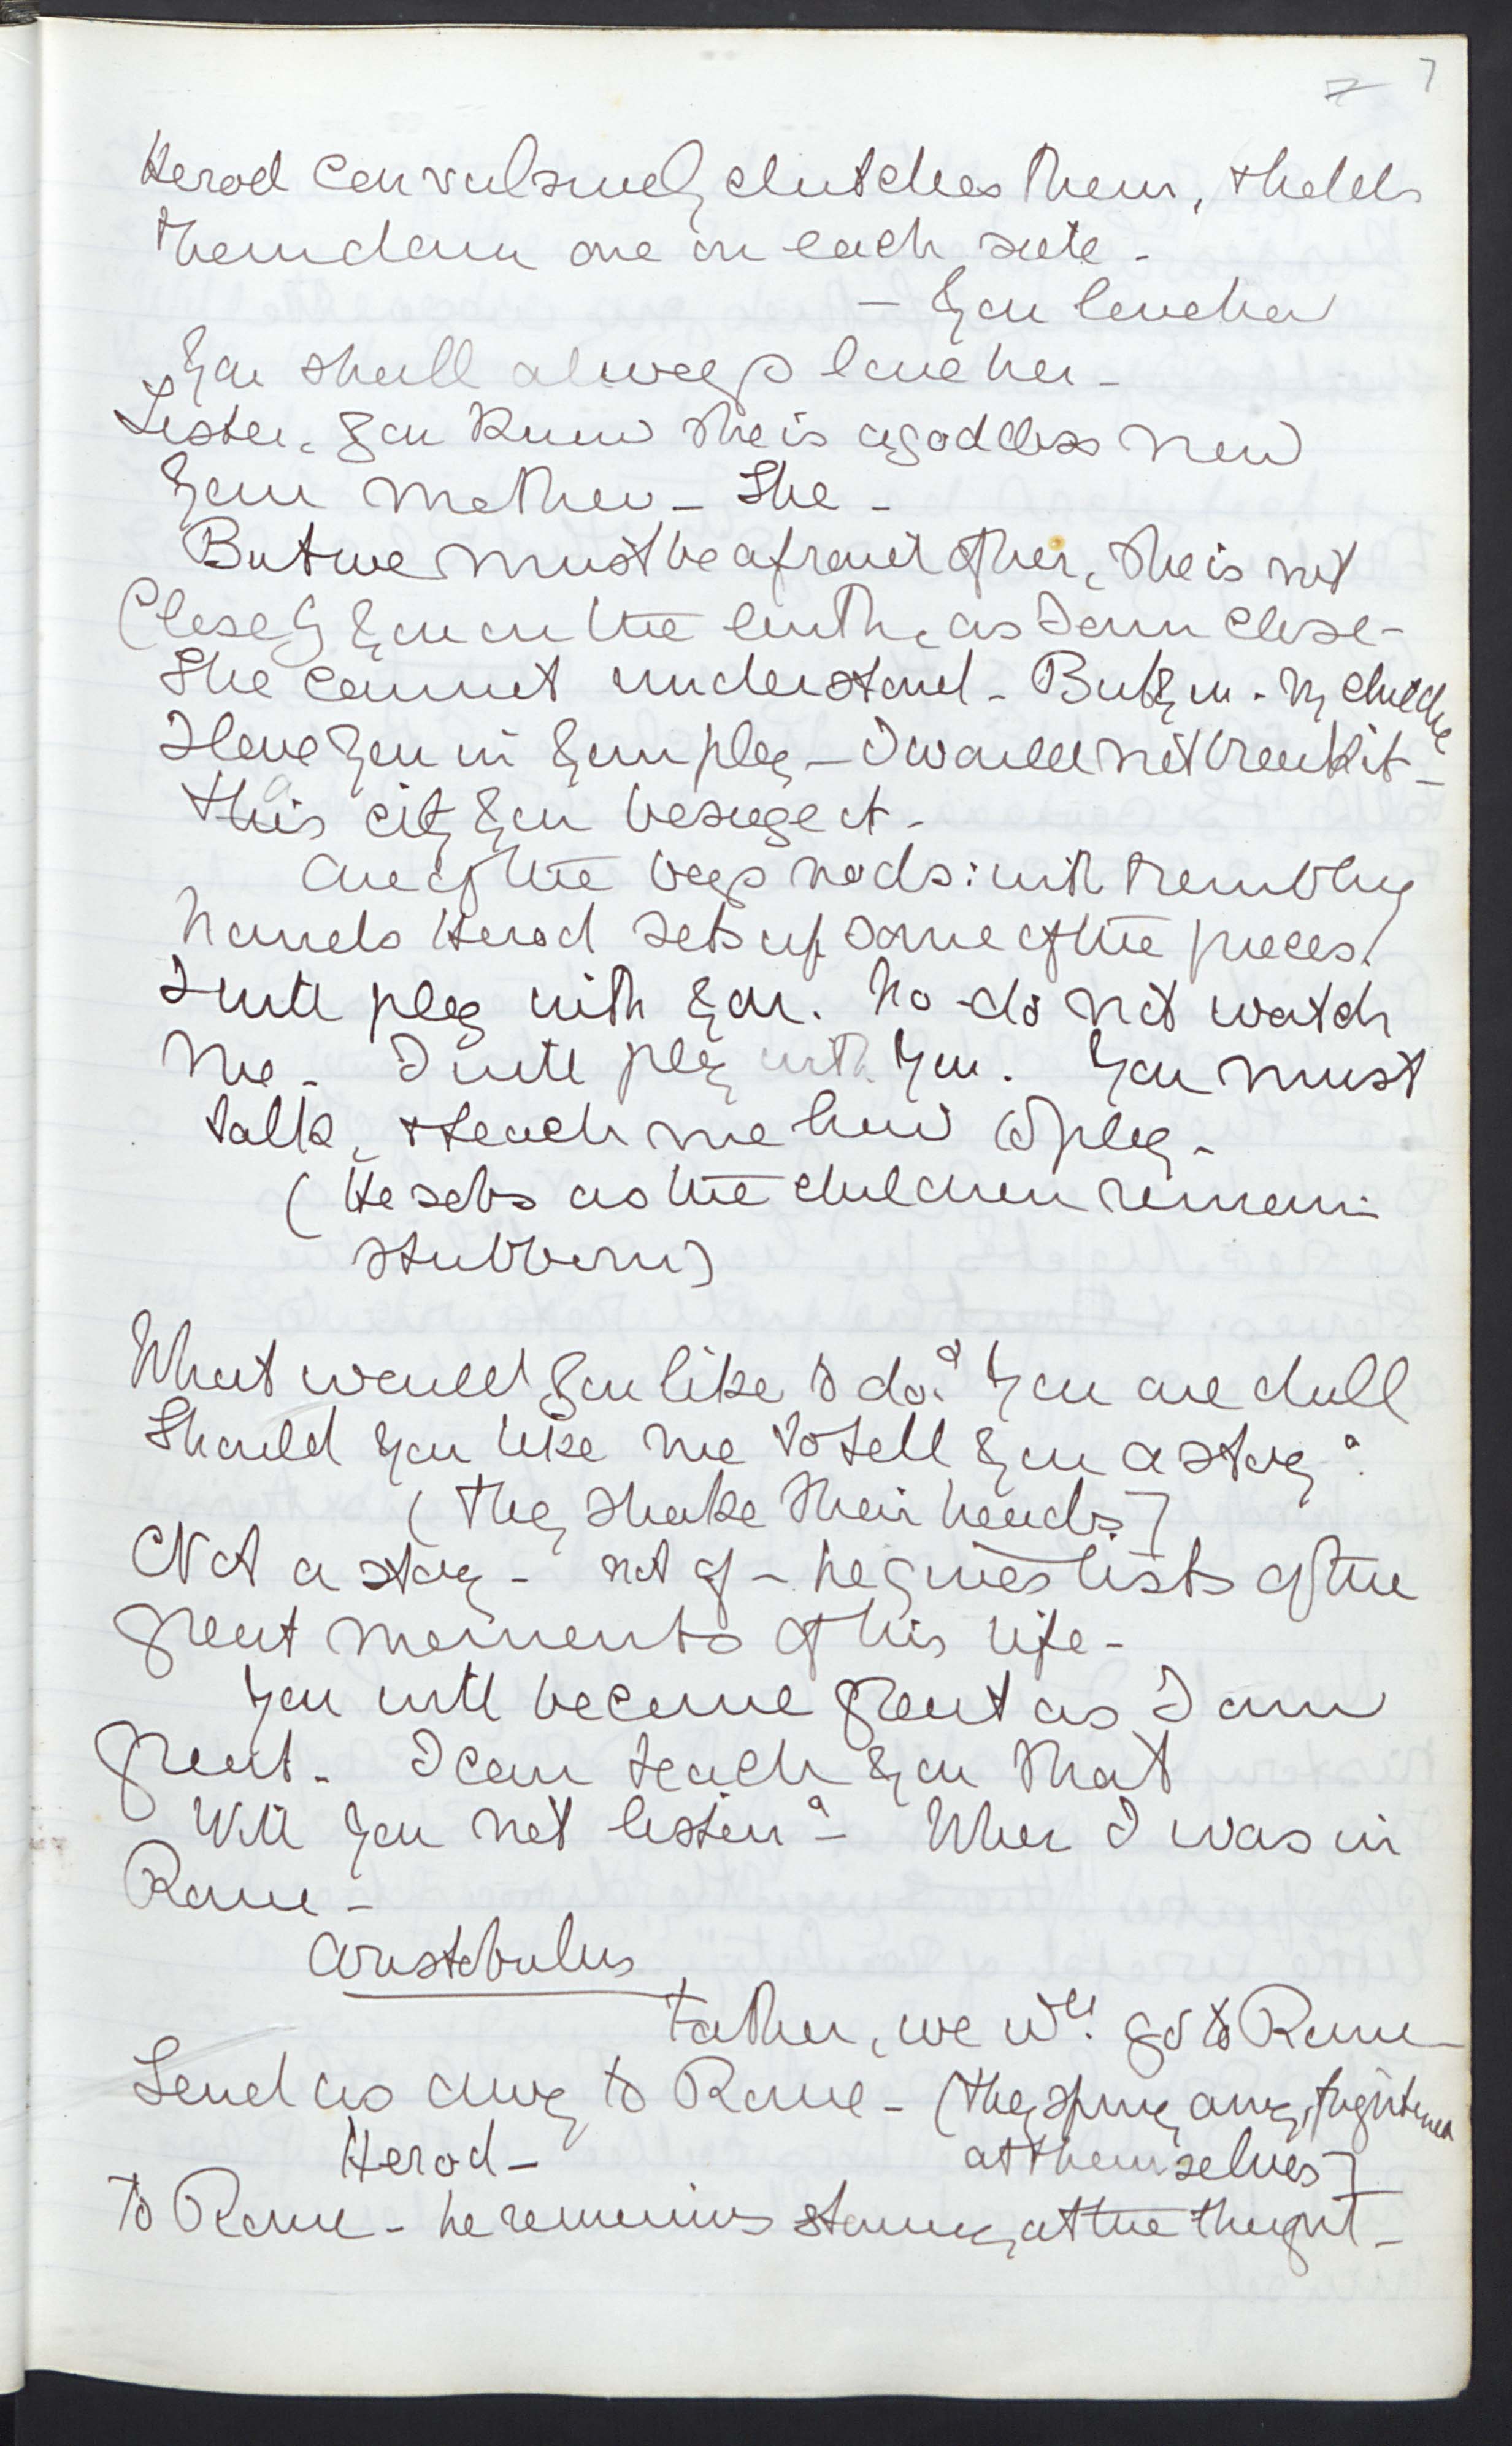 7 7
Herod convulsively clutches them, & holds
them down one on each side -
- You love her
You shall always love her -
Listen, you know she is a goddess now
Your mother - She -
But we must be afraid of her, she is not
close to you on the earth, as I am close -
She cannot understand - But you - my children
I love you in your play - I would not break it -
this city you besiege it -
One of the boys nods: with trembling
hands Herod sets up some of the pieces.
I will play with you. No - do not watch
me - I will play with you. You must
talk, & teach me how to play -
(He sobs as the children remain
stubborn)
What would you like to do? You are dull
Should you like me to tell you a story?
(They shake their heads)
Not a story - not of - he gives lists of the
great moments of his life -
You will become great as I am
great - I can teach you that
Will you not listen? - When I was in
Rome -
Aristobulus
Father, we wd. go to Rome -
Send us away to Rome - (they spring away, frightened
Herod - at themselves)
To Rome - he remains staring at the thought -